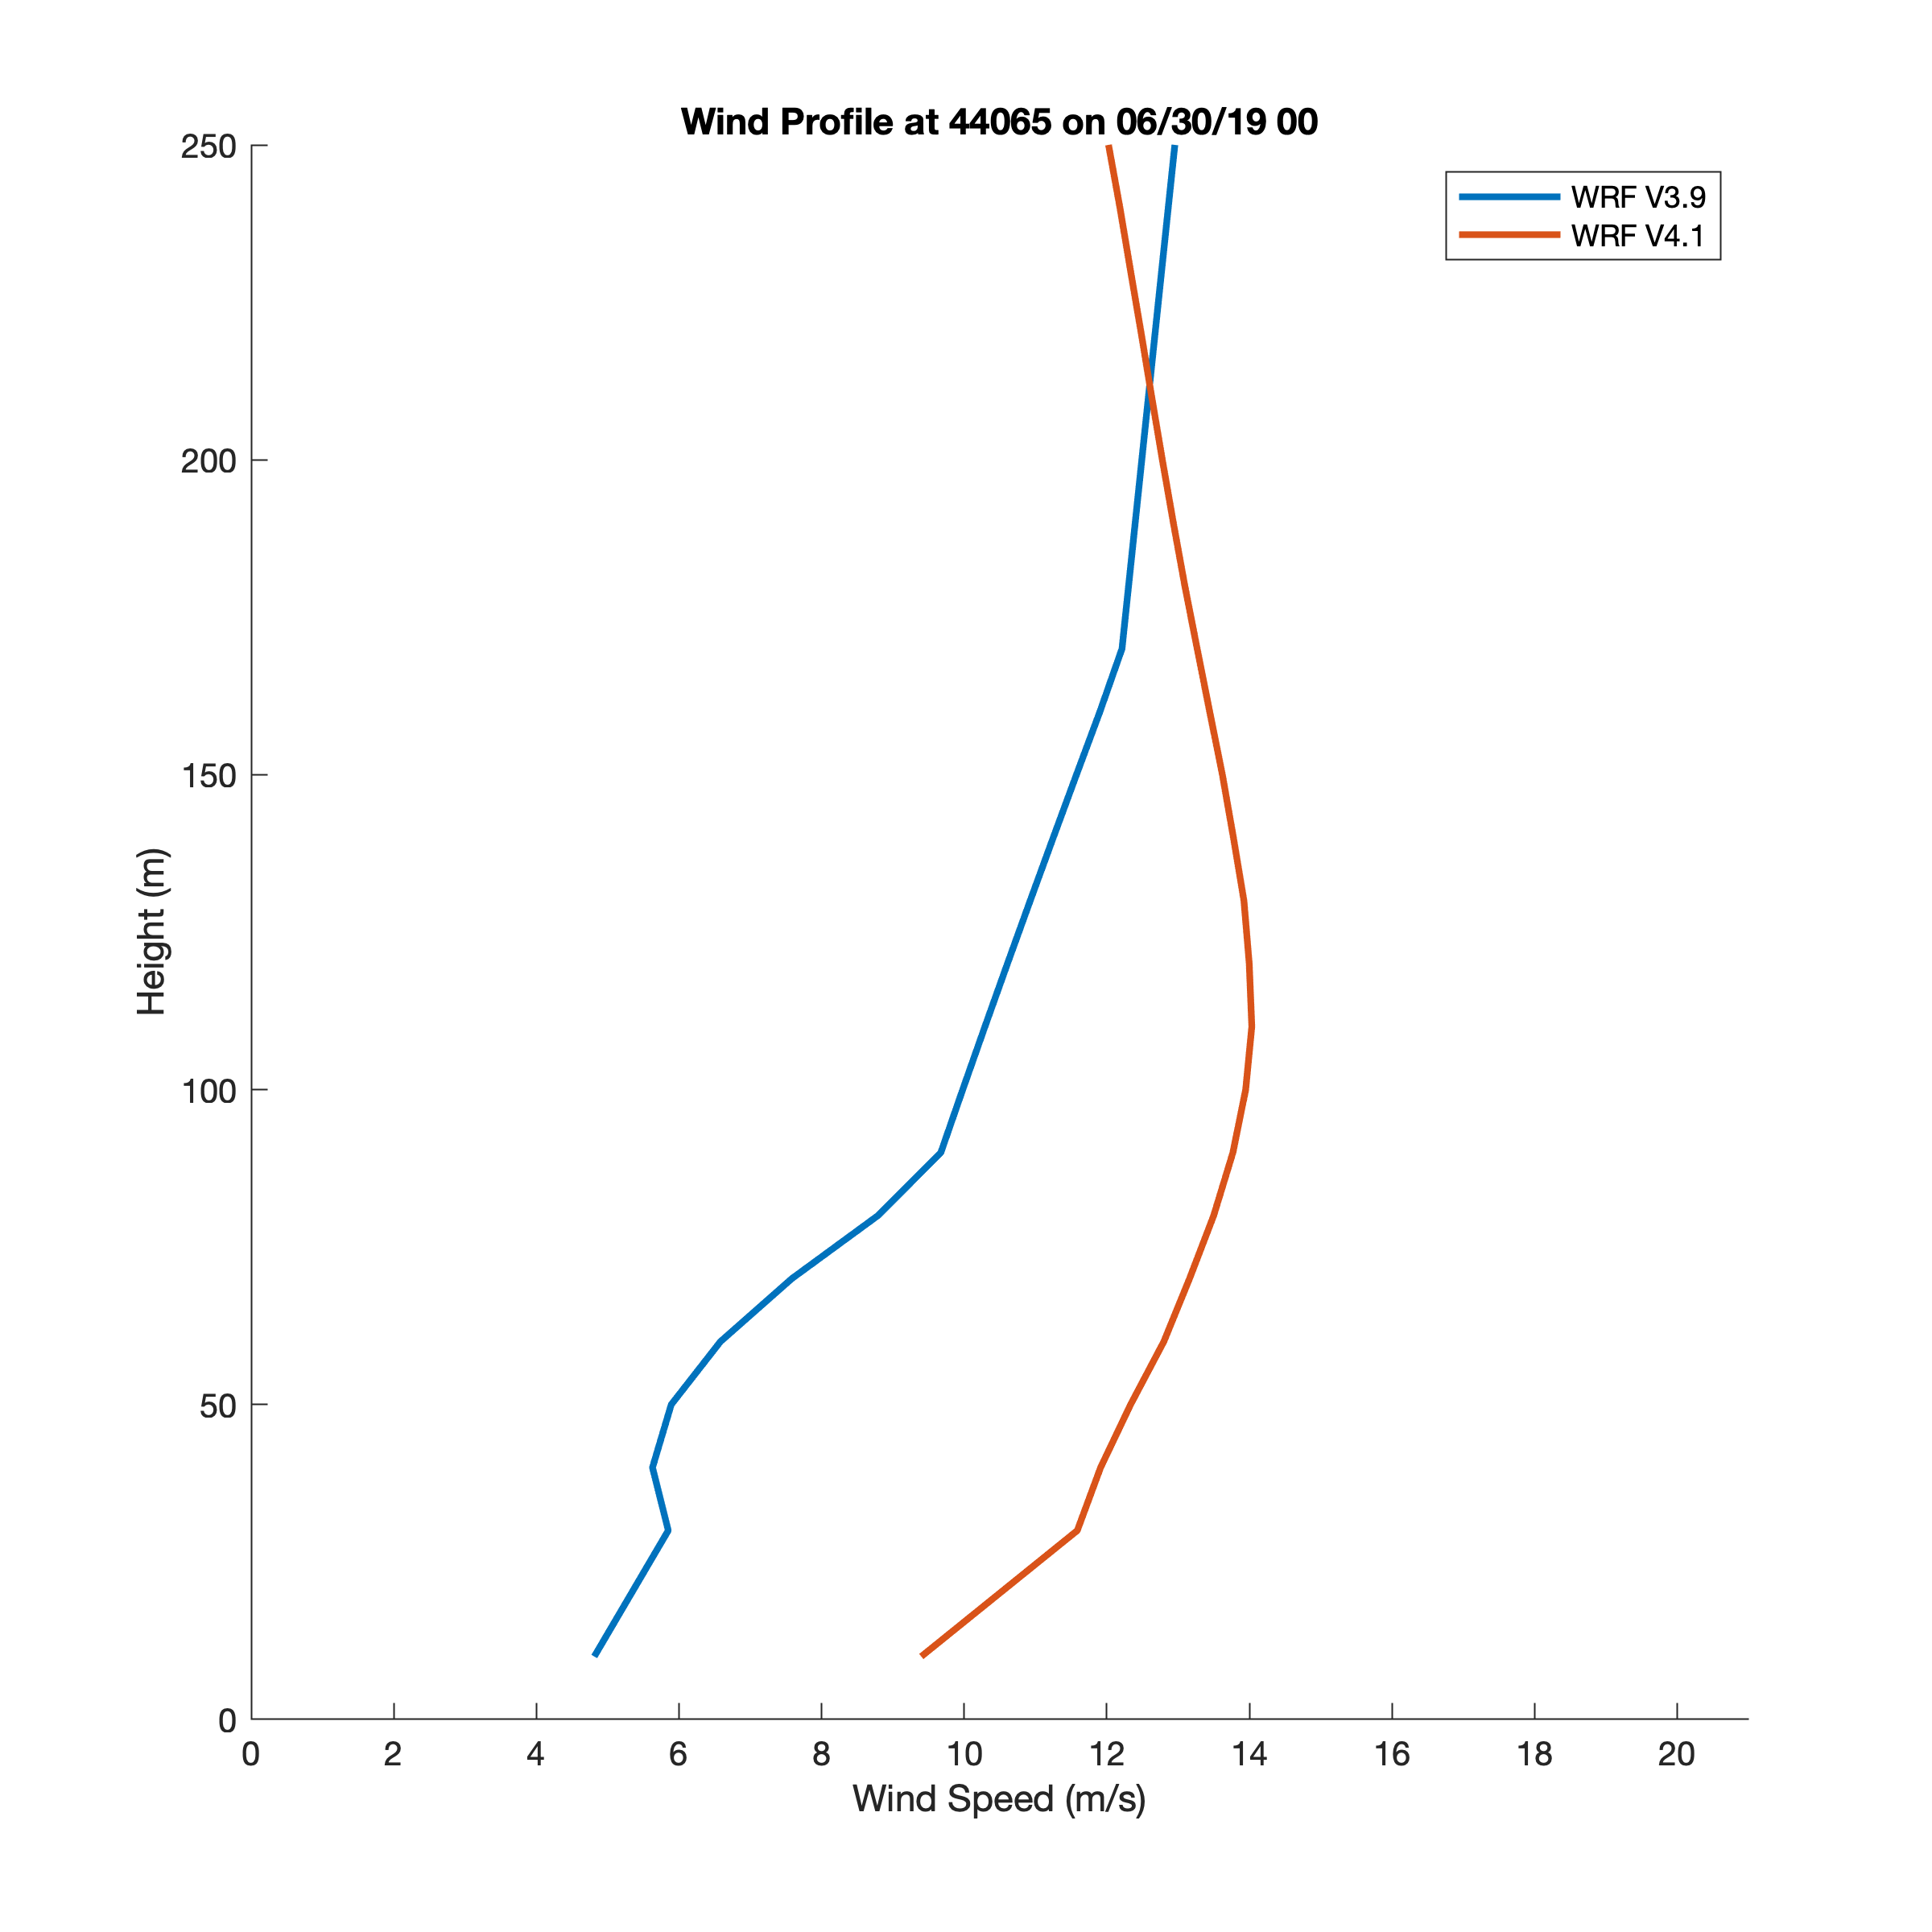 Wind Profile at 44065 on 06/30/19 00
250
WRF V3.9
WRF V4.1
200
150
Height (m)
100
50
0
0 2 4 6 8 10 12 14 16 18 20
Wind Speed (m/s)